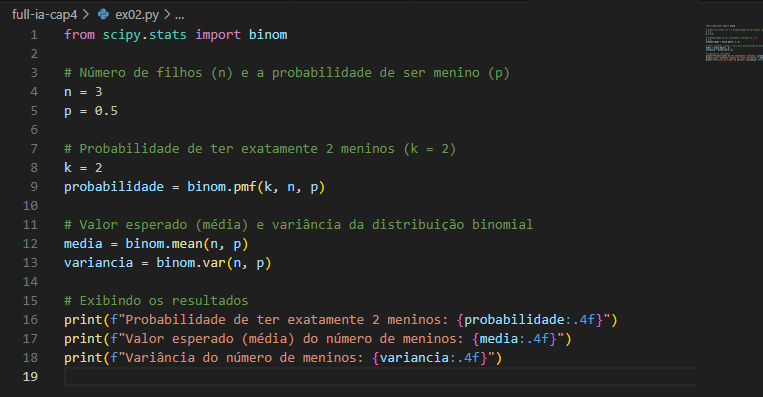 full-ia-cap4 > ex02.py > ...
1 from scipy.stats import binom
2
3 # Número de filhos (n) e a probabilidade de ser menino (p)
4 n = 3
5 p = 0.5
6
7 # Probabilidade de ter exatamente 2 meninos (k = 2)
8 k = 2
9 probabilidade = binom.pmf(k, n, p)
10
11 # Valor esperado (média) e variância da distribuição binomial
12 media = binom.mean(n, p)
13 variancia = binom.var(n, p)
14
15 # Exibindo os resultados
16 print(f"Probabilidade de ter exatamente 2 meninos: {probabilidade:.4f}")
17 print(f"Valor esperado (média) do número de meninos: {media:.4f}")
18 print(f"Variância do número de meninos: {variancia:.4f}")
19